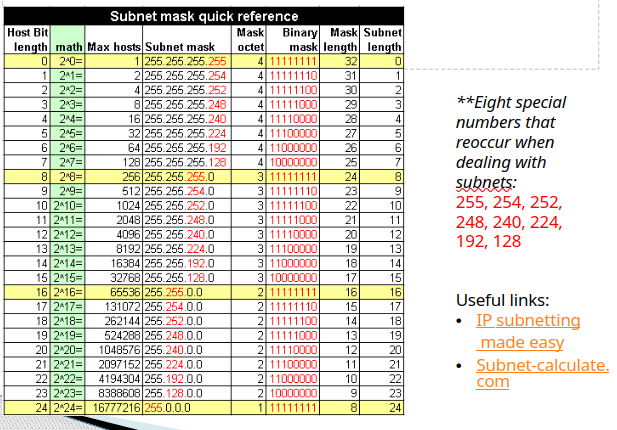 Subnet mask quick reference
Host Bit Mask Binary Mask Subnet
length math Max hosts Subnet mask octet mask length length
0 2^0= 1 255.255.255.255 4 11111111 32 0
1 2^1= 2 255.255.255.254 4 11111110 31 1
2 2^2= 4 255.255.255.252 4 11111100 30 2
3 2^3= 8 255.255.255.248 4 11111000 29 3
4 2^4= 16 255.255.255.240 4 11110000 28 4
5 2^5= 32 255.255.255.224 4 11100000 27 5
6 2^6= 64 255.255.255.192 4 11000000 26 6
7 2^7= 128 255.255.255.128 4 10000000 25 7
8 2^8= 256 255.255.255.0 3 11111111 24 8
9 2^9= 512 255.255.254.0 3 11111110 23 9
10 2^10= 1024 255.255.252.0 3 11111100 22 10
11 2^11= 2048 255.255.248.0 3 11111000 21 11
12 2^12= 4096 255.255.240.0 3 11110000 20 12
13 2^13= 8192 255.255.224.0 3 11100000 19 13
14 2^14= 16384 255.255.192.0 3 11000000 18 14
15 2^15= 32768 255.255.128.0 3 10000000 17 15
16 2^16= 65536 255.255.0.0 2 11111111 16 16
17 2^17= 131072 255.254.0.0 2 11111110 15 17
18 2^18= 262144 255.252.0.0 2 11111100 14 18
19 2^19= 524288 255.248.0.0 2 11111000 13 19
20 2^20= 1048576 255.240.0.0 2 11110000 12 20
21 2^21= 2097152 255.224.0.0 2 11100000 11 21
22 2^22= 4194304 255.192.0.0 2 11000000 10 22
23 2^23= 8388608 255.128.0.0 2 10000000 9 23
24 2^24= 16777216 255.0.0.0 1 11111111 8 24
**Eight special
numbers that
reoccur when
dealing with
subnets:
255, 254, 252,
248, 240, 224,
192, 128
Useful links:
• IP subnetting
made easy
• Subnet-calculate.
com